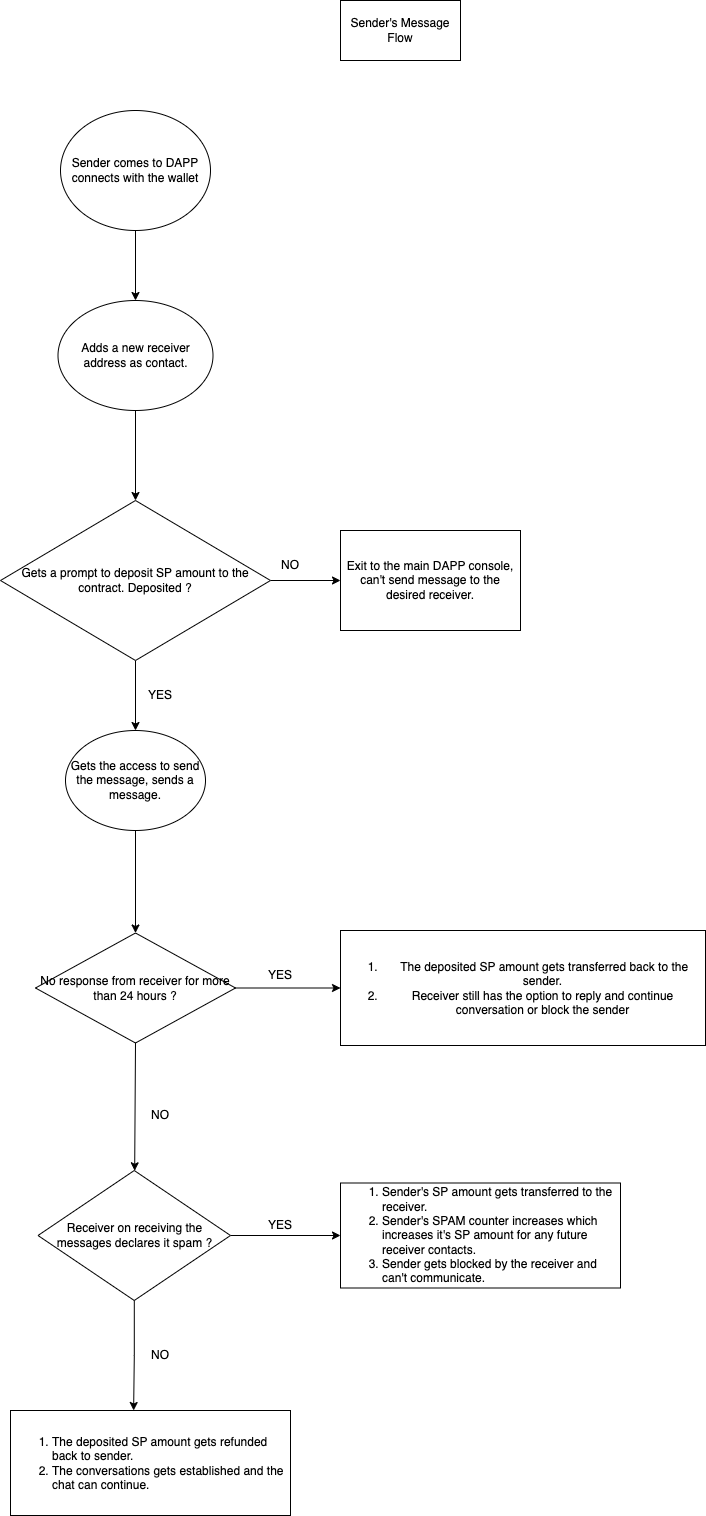 Sender's Message
Flow
Sender comes to DAPP
connects with the wallet
Adds a new receiver
address as contact.
Gets a prompt to deposit SP amount to the
contract. Deposited ?
NO
Exit to the main DAPP console,
can't send message to the
desired receiver.
YES
Gets the access to send
the message, sends a
message.
No response from receiver for more
than 24 hours ?
YES
1. The deposited SP amount gets transferred back to the
sender.
2. Receiver still has the option to reply and continue
conversation or block the sender
NO
Receiver on receiving the
messages declares it spam ?
YES
1. Sender's SP amount gets transferred to the
receiver.
2. Sender's SPAM counter increases which
increases it's SP amount for any future
receiver contacts.
3. Sender gets blocked by the receiver and
can't communicate.
NO
1. The deposited SP amount gets refunded
back to sender.
2. The conversations gets established and the
chat can continue.